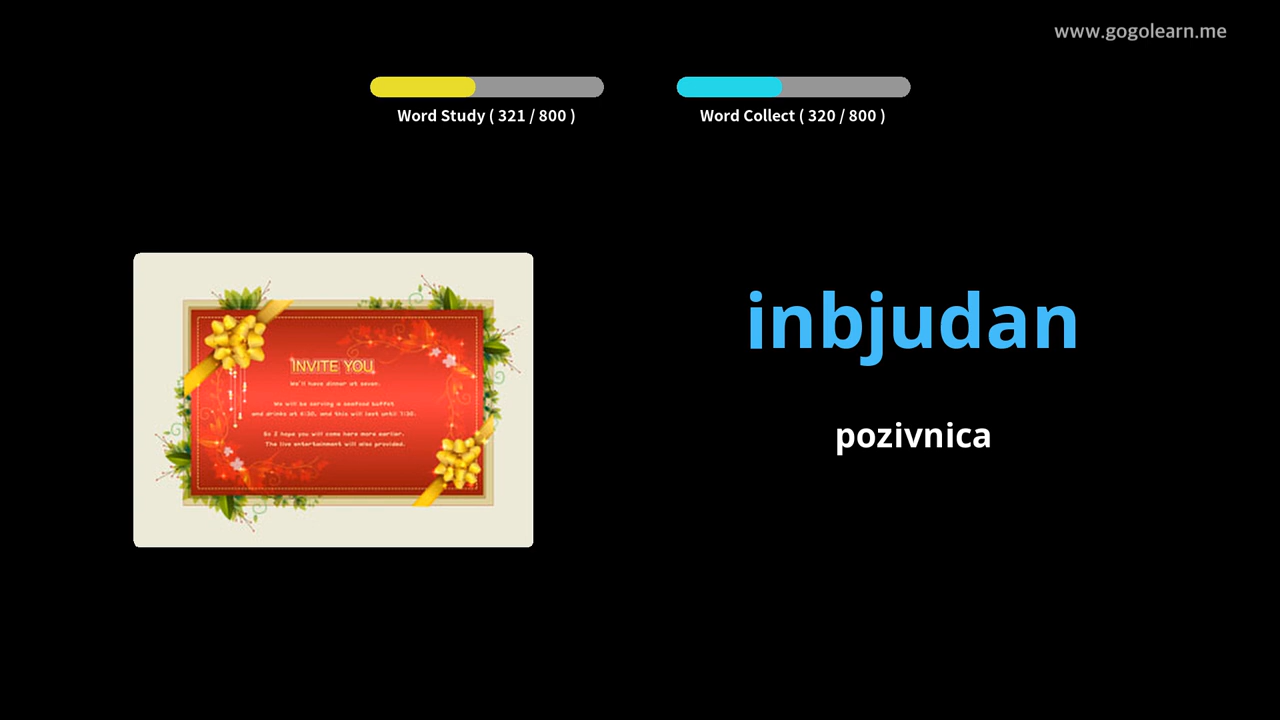 www.gogolearn.me
Word Study ( 321 / 800 )
Word Collect ( 320 / 800 )
INVITE YOU
We'll have dinner at seven.
We will be serving a seafood buffet
and drinks at 6:30, and this will last until 7:30.
So I hope you will come here more earlier.
The live entertainment will also provided.
inbjudan
pozivnica